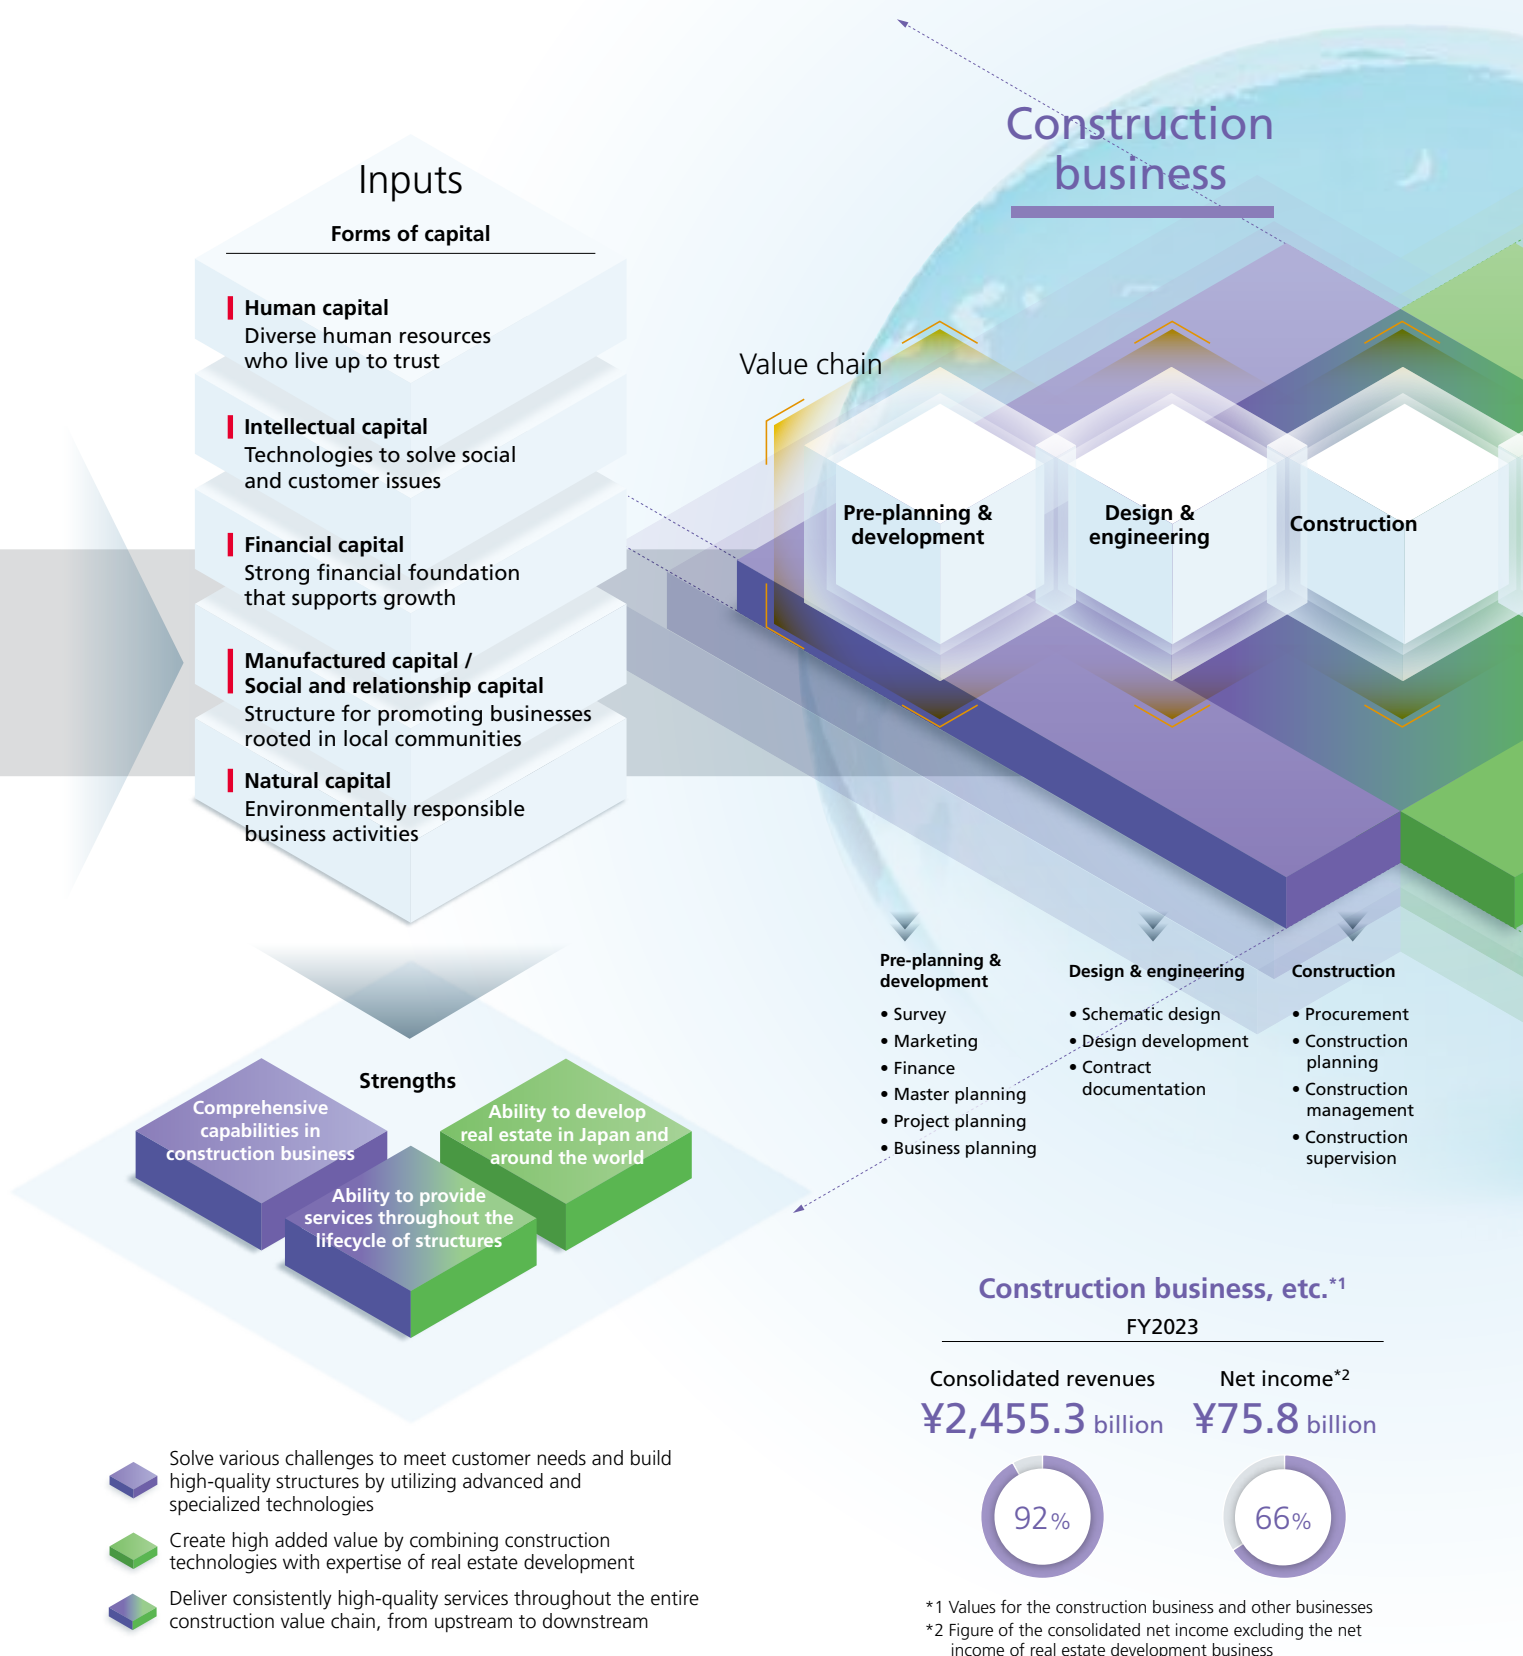 Inputs
Forms of capital
Human capital
Diverse human resources
who live up to trust
Intellectual capital
Technologies to solve social
and customer issues
Financial capital
Strong financial foundation
that supports growth
Manufactured capital /
Social and relationship capital
Structure for promoting businesses
rooted in local communities
Natural capital
Environmentally responsible
business activities
Strengths
Comprehensive
capabilities in
construction business
Ability to develop
real estate in Japan and
around the world
Ability to provide
services throughout the
lifecycle of structures
Solve various challenges to meet customer needs and build
high-quality structures by utilizing advanced and
specialized technologies
Create high added value by combining construction
technologies with expertise of real estate development
Deliver consistently high-quality services throughout the entire
construction value chain, from upstream to downstream
Construction
business
Value chain
Pre-planning &
development
Design &
engineering
Construction
Pre-planning &
development
• Survey
• Marketing
• Finance
• Master planning
• Project planning
• Business planning
Design & engineering
• Schematic design
• Design development
• Contract
documentation
Construction
• Procurement
• Construction
planning
• Construction
management
• Construction
supervision
Construction business, etc.*1
FY2023
Consolidated revenues
¥2,455.3 billion
92%
Net income*2
¥75.8 billion
66%
*1 Values for the construction business and other businesses
*2 Figure of the consolidated net income excluding the net
income of real estate development business